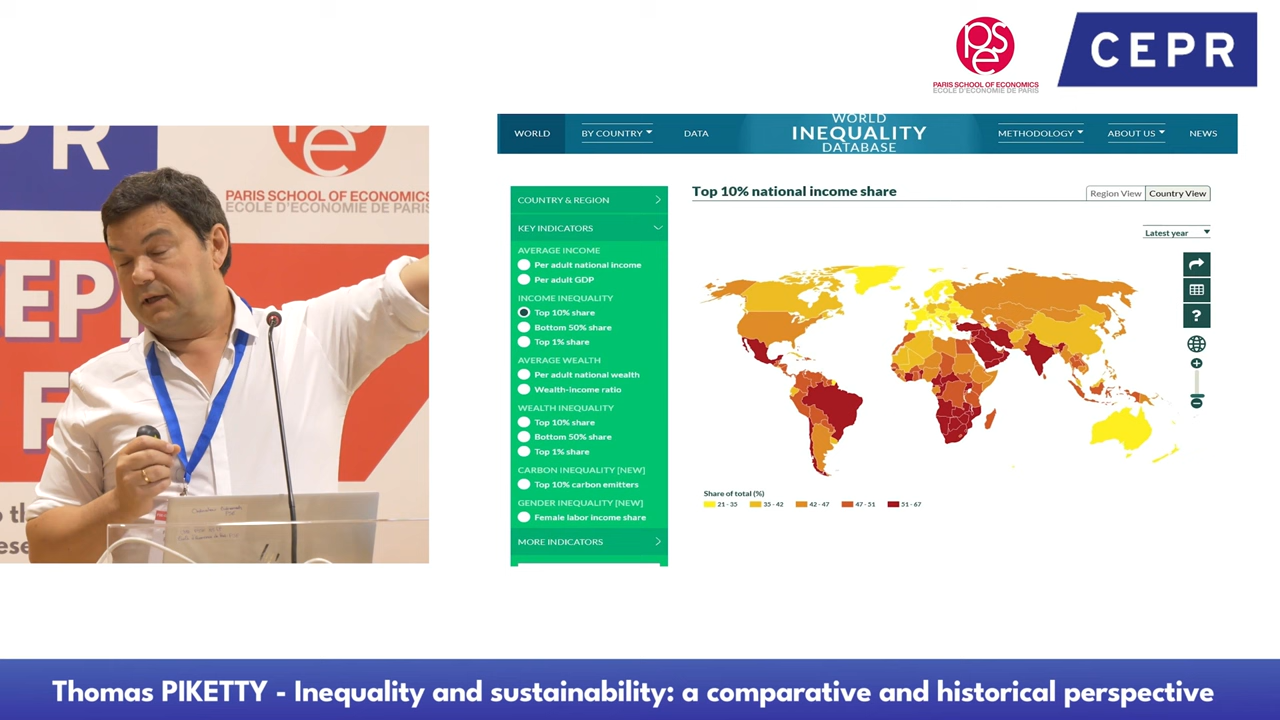 pse
PARIS SCHOOL OF ECONOMICS
ECOLE D'ECONOMIE DE PARIS
CEPR
PR
e
PARIS SCHOOL OF ECONOMICS
ECOLE D'ECONOMIE DE PARIS
EP
F
WORLD
BY COUNTRY
DATA
WORLD
INEQUALITY
DATABASE
METHODOLOGY
ABOUT US
NEWS
COUNTRY & REGION
KEY INDICATORS
AVERAGE INCOME
Per adult national income
Per adult GDP
INCOME INEQUALITY
Top 10% share
Bottom 50% share
Top 1% share
AVERAGE WEALTH
Per adult national wealth
Wealth-income ratio
WEALTH INEQUALITY
Top 10% share
Bottom 50% share
Top 1% share
CARBON INEQUALITY [NEW]
Top 10% carbon emitters
GENDER INEQUALITY [NEW]
Female labor income share
MORE INDICATORS
Top 10% national income share
Region View
Country View
Latest year
?
Share of total (%)
21 - 35
35 - 42
42 - 47
47 - 51
51 - 67
Thomas PIKETTY - Inequality and sustainability: a comparative and historical perspective